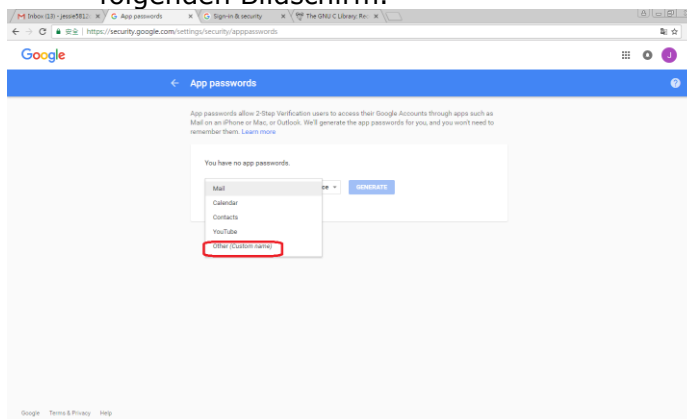 folgenden Bildschirm:
Inbox (13) - jessie5812 App passwords Sign-in & security The GNU C Library: Re
安全 https://security.google.com/settings/security/apppasswords
Google J
App passwords
App passwords allow 2-Step Verification users to access their Google Accounts through apps such as
Mail on an iPhone or Mac, or Outlook. We'll generate the app passwords for you, and you won't need to
remember them. Learn more
You have no app passwords.
Mail
ce GENERATE
Calendar
Contacts
YouTube
Other (Custom name)
Google Terms & Privacy Help